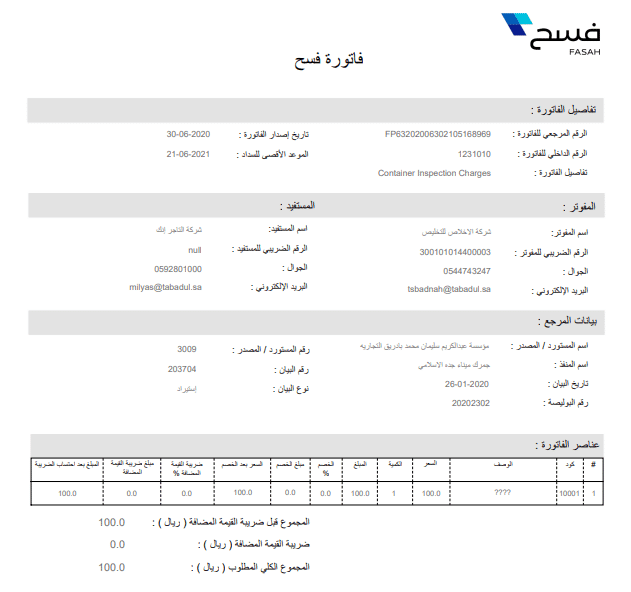 فسح
FASAH
فاتورة فسح
تفاصيل الفاتورة :
الرقم المرجعي للفاتورة : FP63202006302105168969 تاريخ إصدار الفاتورة : 30-06-2020
الرقم الداخلي للفاتورة : 1231010 الموعد الأقصى للسداد : 21-06-2021
تفاصيل الفاتورة : Container Inspection Charges
المفوتر : المستفيد :
اسم المفوتر: شركة الاخلاص للتخليص اسم المستفيد: شركة التاجر إنك
الرقم الضريبي للمفوتر : 300101014400003 الرقم الضريبي للمستفيد : null
الجوال : 0544743247 الجوال : 0592801000
البريد الإلكتروني : tsbadnah@tabadul.sa البريد الإلكتروني : milyas@tabadul.sa
بيانات المرجع :
اسم المستورد / المصدر : مؤسسة عبدالكريم سليمان محمد بادريق التجاريه رقم المستورد / المصدر : 3009
اسم المنفذ : جمرك ميناء جده الاسلامي رقم البيان : 203704
تاريخ البيان : 26-01-2020 نوع البيان : إستيراد
رقم البوليصة : 20202302
عناصر الفاتورة :
# كود الوصف السعر الكمية المبلغ الخصم % مبلغ الخصم السعر بعد الخصم ضريبة القيمة المضافة % مبلغ ضريبة القيمة المضافة المبلغ بعد احتساب الضريبة
1 10001 ???? 100.0 1 100.0 0.0 0.0 100.0 0.0 0.0 100.0
المجموع قبل ضريبة القيمة المضافة ( ريال ) : 100.0
ضريبة القيمة المضافة ( ريال ) : 0.0
المجموع الكلي المطلوب ( ريال ) : 100.0